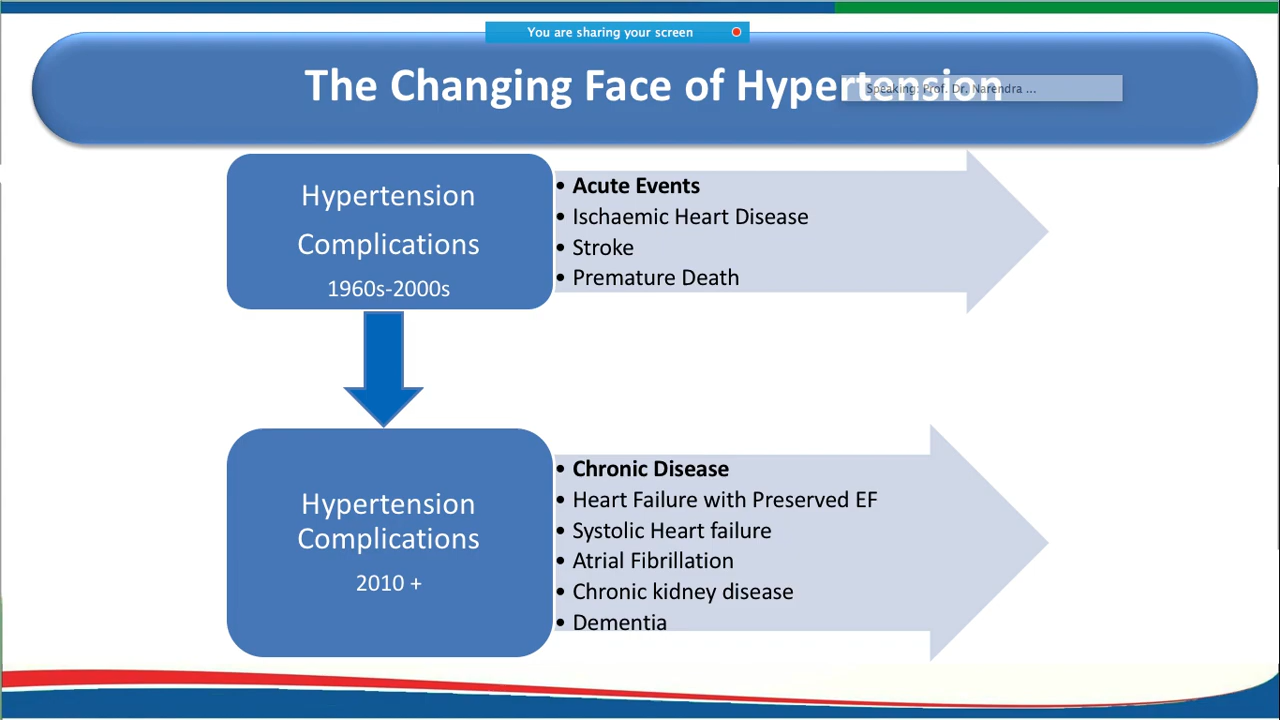 You are sharing your screen
The Changing Face of Hypertension
Speaking: Prof. Dr. Narendra ...
Hypertension
Complications
1960s-2000s
• Acute Events
• Ischaemic Heart Disease
• Stroke
• Premature Death
Hypertension
Complications
2010 +
• Chronic Disease
• Heart Failure with Preserved EF
• Systolic Heart failure
• Atrial Fibrillation
• Chronic kidney disease
• Dementia